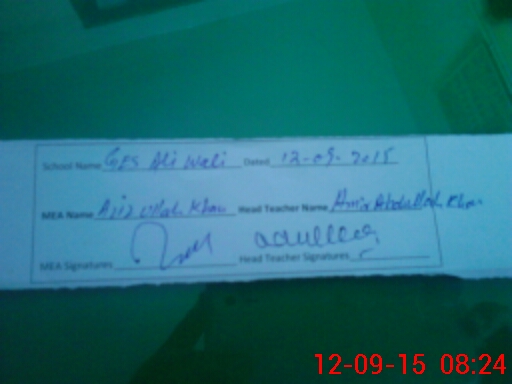 School Name GPS Ali Wali Dated 12-09-2015
MEA Name Aziz Ullah Khan Head Teacher Name Amir Abdullah Khan
MEA Signatures Head Teacher Signatures
12-09-15 08:24